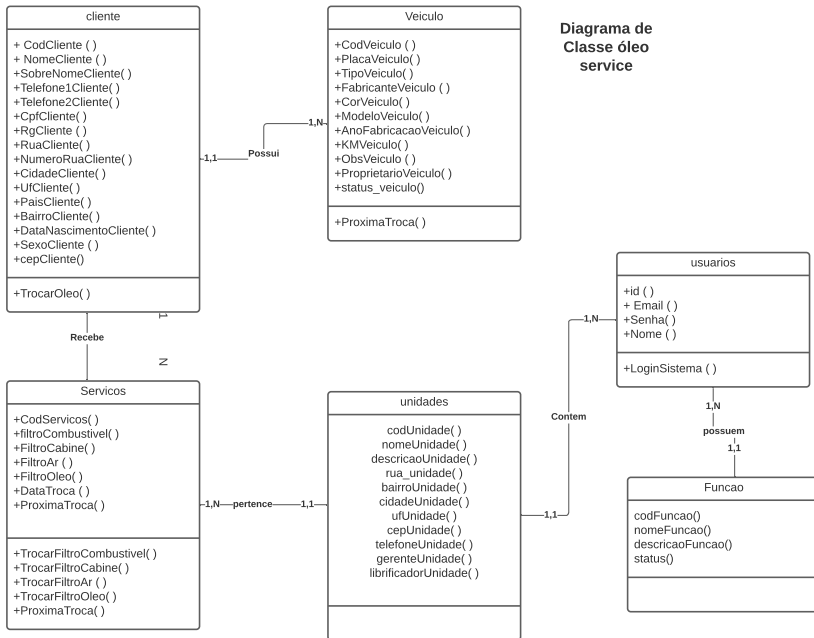 cliente
+ CodCliente ( )
+ NomeCliente ( )
+SobreNomeCliente( )
+Telefone1Cliente( )
+Telefone2Cliente( )
+CpfCliente( )
+RgCliente ( )
+RuaCliente( )
+NumeroRuaCliente( )
+CidadeCliente( )
+UfCliente( )
+PaisCliente( )
+BairroCliente( )
+DataNascimentoCliente( )
+SexoCliente ( )
+cepCliente()
+TrocarOleo( )
1,1
Possui
1,N
Veiculo
+CodVeiculo ( )
+PlacaVeiculo( )
+TipoVeiculo( )
+FabricanteVeiculo ( )
+CorVeiculo( )
+ModeloVeiculo( )
+AnoFabricacaoVeiculo( )
+KMVeiculo( )
+ObsVeiculo ( )
+ProprietarioVeiculo( )
+status_veiculo()
+ProximaTroca( )
Diagrama de
Classe óleo
service
1
Recebe
N
Servicos
+CodServicos( )
+filtroCombustivel( )
+FiltroCabine( )
+FiltroAr ( )
+FiltroOleo( )
+DataTroca ( )
+ProximaTroca( )
+TrocarFiltroCombustivel( )
+TrocarFiltroCabine( )
+TrocarFiltroAr ( )
+TrocarFiltroOleo( )
+ProximaTroca( )
1,N
pertence
1,1
unidades
codUnidade( )
nomeUnidade( )
descricaoUnidade( )
rua_unidade( )
bairroUnidade( )
cidadeUnidade( )
ufUnidade( )
cepUnidade( )
telefoneUnidade( )
gerenteUnidade( )
librificadorUnidade( )
1,1
Contem
1,N
usuarios
+id ( )
+ Email ( )
+Senha( )
+Nome ( )
+LoginSistema ( )
1,N
possuem
1,1
Funcao
codFuncao()
nomeFuncao()
descricaoFuncao()
status()